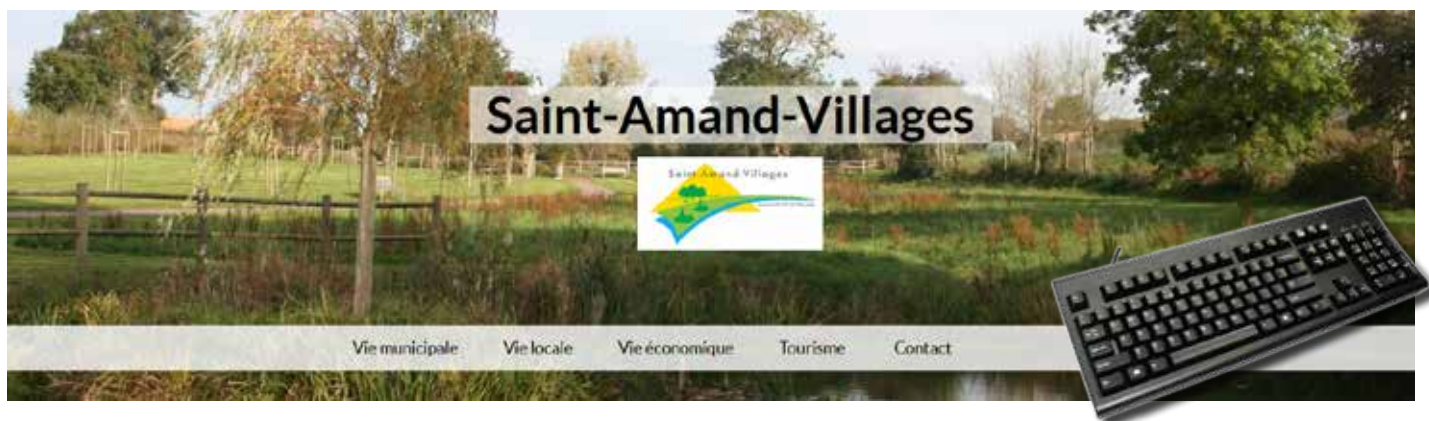 Saint-Amand-Villages
Saint Amand Villages
Vie municipale Vie locale Vie économique Tourisme Contact